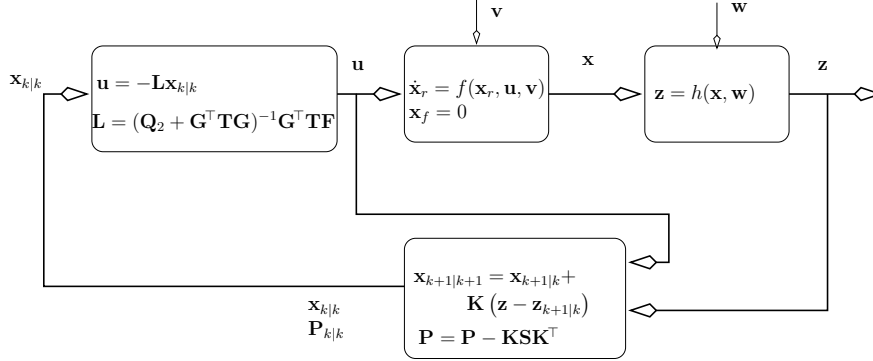 v
w
x_{k|k}
u = −Lx_{k|k}
L = (Q₂ + G^⊤TG)^{−1}G^⊤TF
u
ẋ_r = f(x_r, u, v)
x_f = 0
x
z = h(x, w)
z
x_{k+1|k+1} = x_{k+1|k}+
K (z − z_{k+1|k})
P = P − KSK^⊤
x_{k|k}
P_{k|k}